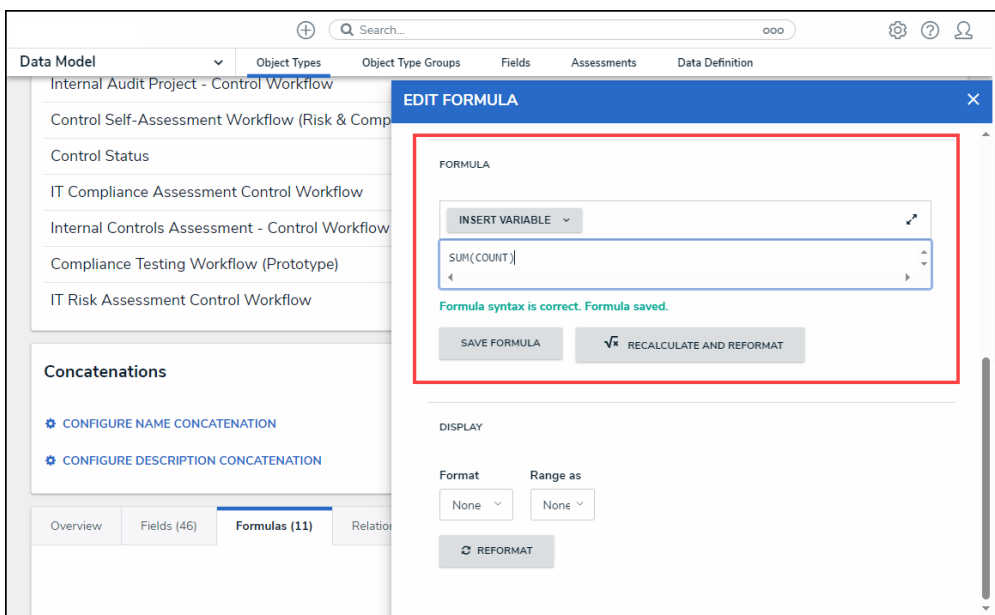 Search... ooo
Data Model Object Types Object Type Groups Fields Assessments Data Definition
Internal Audit Project - Control Workflow
Control Self-Assessment Workflow (Risk & Comp
Control Status
IT Compliance Assessment Control Workflow
Internal Controls Assessment - Control Workflow
Compliance Testing Workflow (Prototype)
IT Risk Assessment Control Workflow
Concatenations
CONFIGURE NAME CONCATENATION
CONFIGURE DESCRIPTION CONCATENATION
Overview Fields (46) Formulas (11) Relation
EDIT FORMULA
FORMULA
INSERT VARIABLE
SUM(COUNT)
Formula syntax is correct. Formula saved.
SAVE FORMULA √x RECALCULATE AND REFORMAT
DISPLAY
Format Range as
None None
REFORMAT